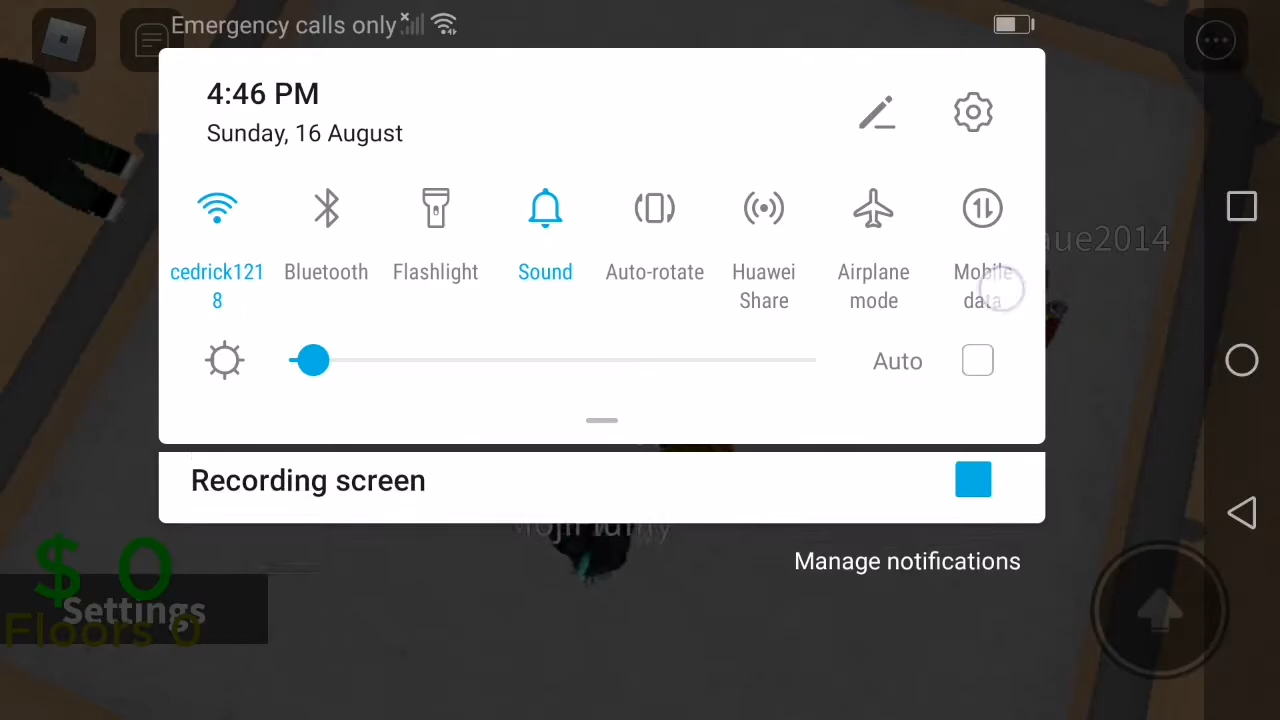 Emergency calls only
4:46 PM
Sunday, 16 August
cedrick121
8
Bluetooth
Flashlight
Sound
Auto-rotate
Huawei
Share
Airplane
mode
Mobile
data
aue2014
Auto
Recording screen
Manage notifications
$ 0
Settings
Floors 0